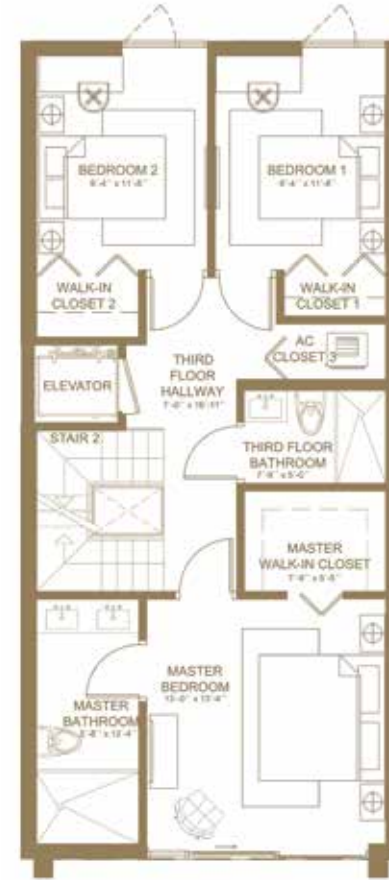 BEDROOM 2
BEDROOM 1
WALK-IN
CLOSET 2
WALK-IN
CLOSET 1
AC
CLOSET 3
ELEVATOR
THIRD
FLOOR
HALLWAY
STAIR 2
THIRD FLOOR
BATHROOM
MASTER
WALK-IN CLOSET
MASTER
BEDROOM
MASTER
BATHROOM